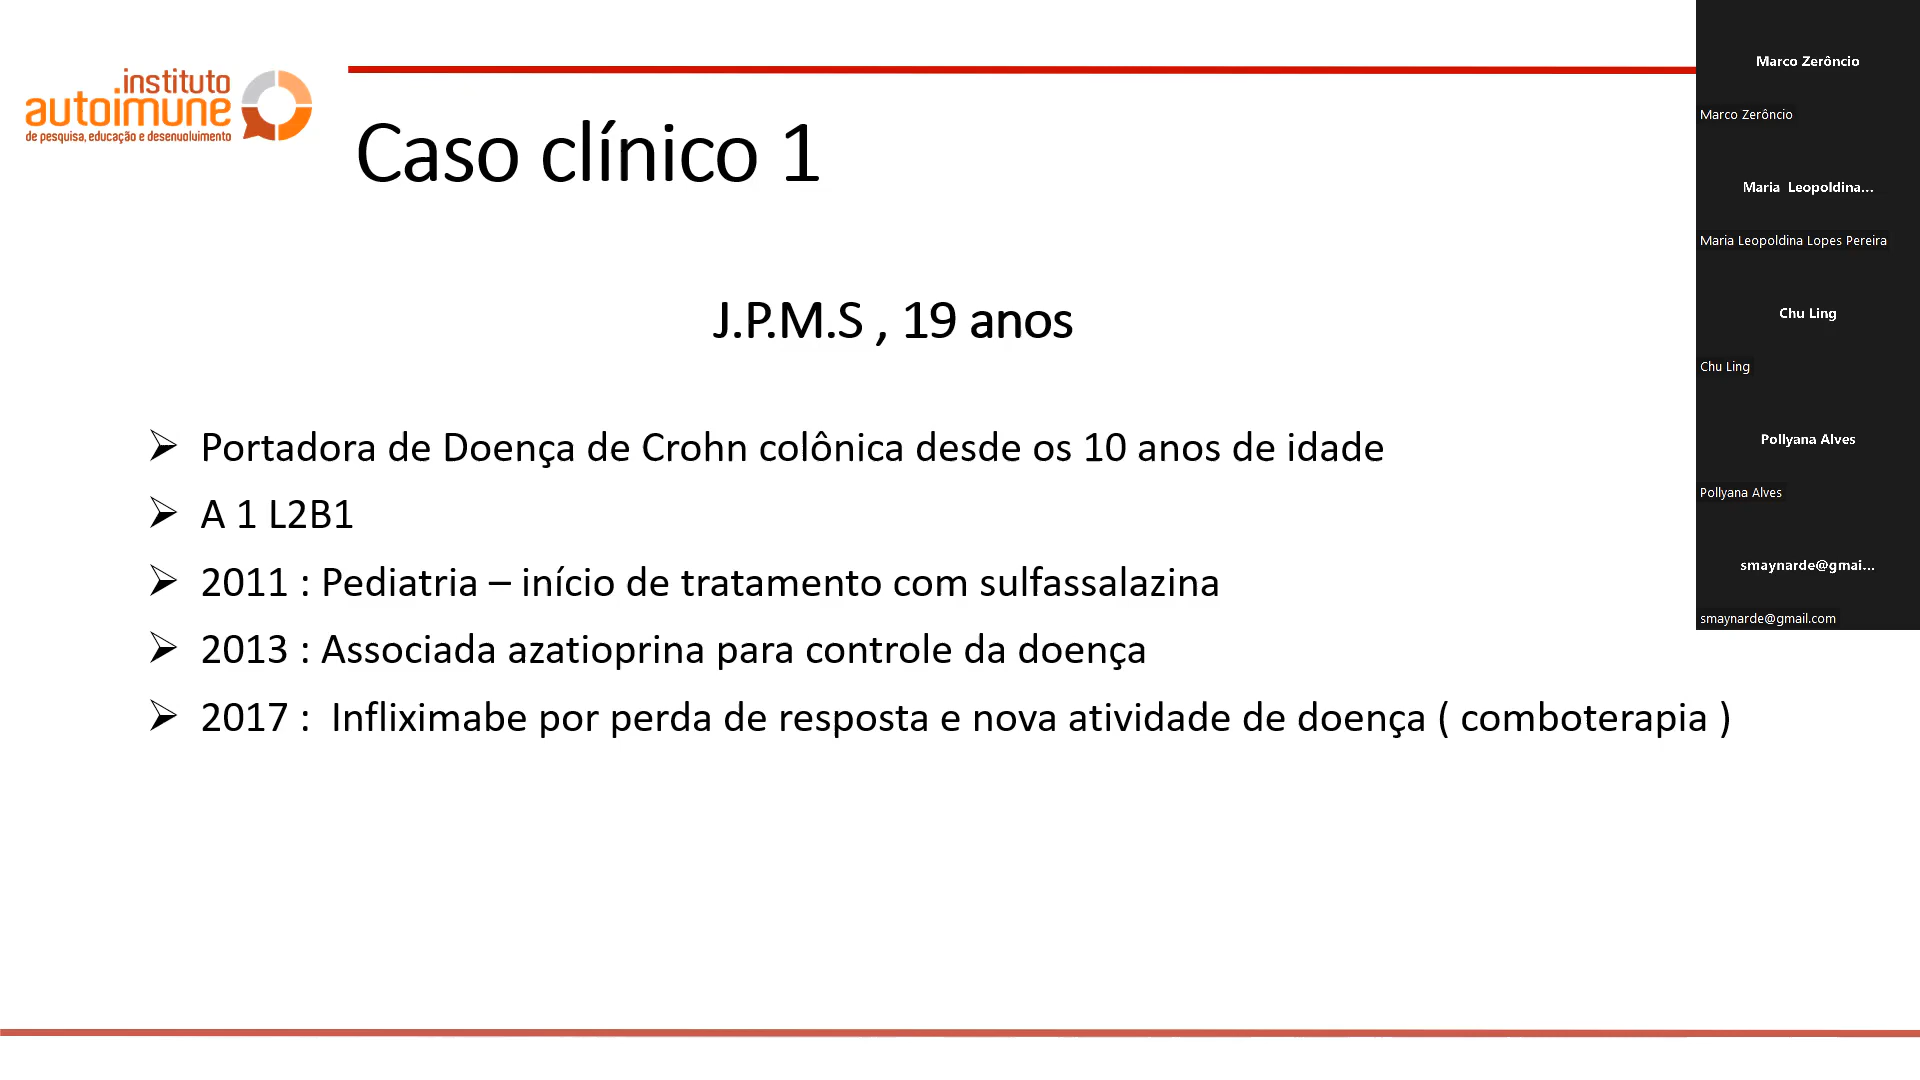 instituto
autoimune
de pesquisa, educação e desenvolvimento
Caso clínico 1
J.P.M.S , 19 anos
➢ Portadora de Doença de Crohn colônica desde os 10 anos de idade
➢ A 1 L2B1
➢ 2011 : Pediatria – início de tratamento com sulfassalazina
➢ 2013 : Associada azatioprina para controle da doença
➢ 2017 :  Infliximabe por perda de resposta e nova atividade de doença ( comboterapia )
Marco Zerôncio
Marco Zerôncio
Maria  Leopoldina...
Maria Leopoldina Lopes Pereira
Chu Ling
Chu Ling
Pollyana Alves
Pollyana Alves
smaynarde@gmai...
smaynarde@gmail.com